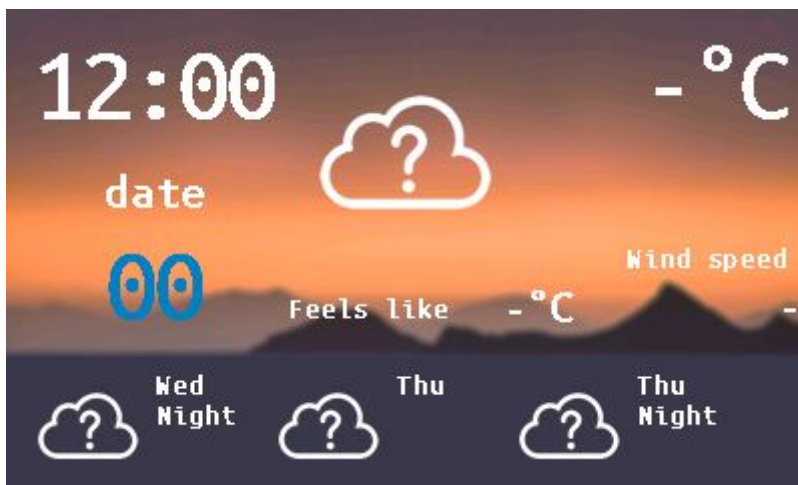 12:00
-°C
?
date
00
Wind speed
Feels like -°C
-
Wed
Night
Thu
Thu
Night
?
?
?